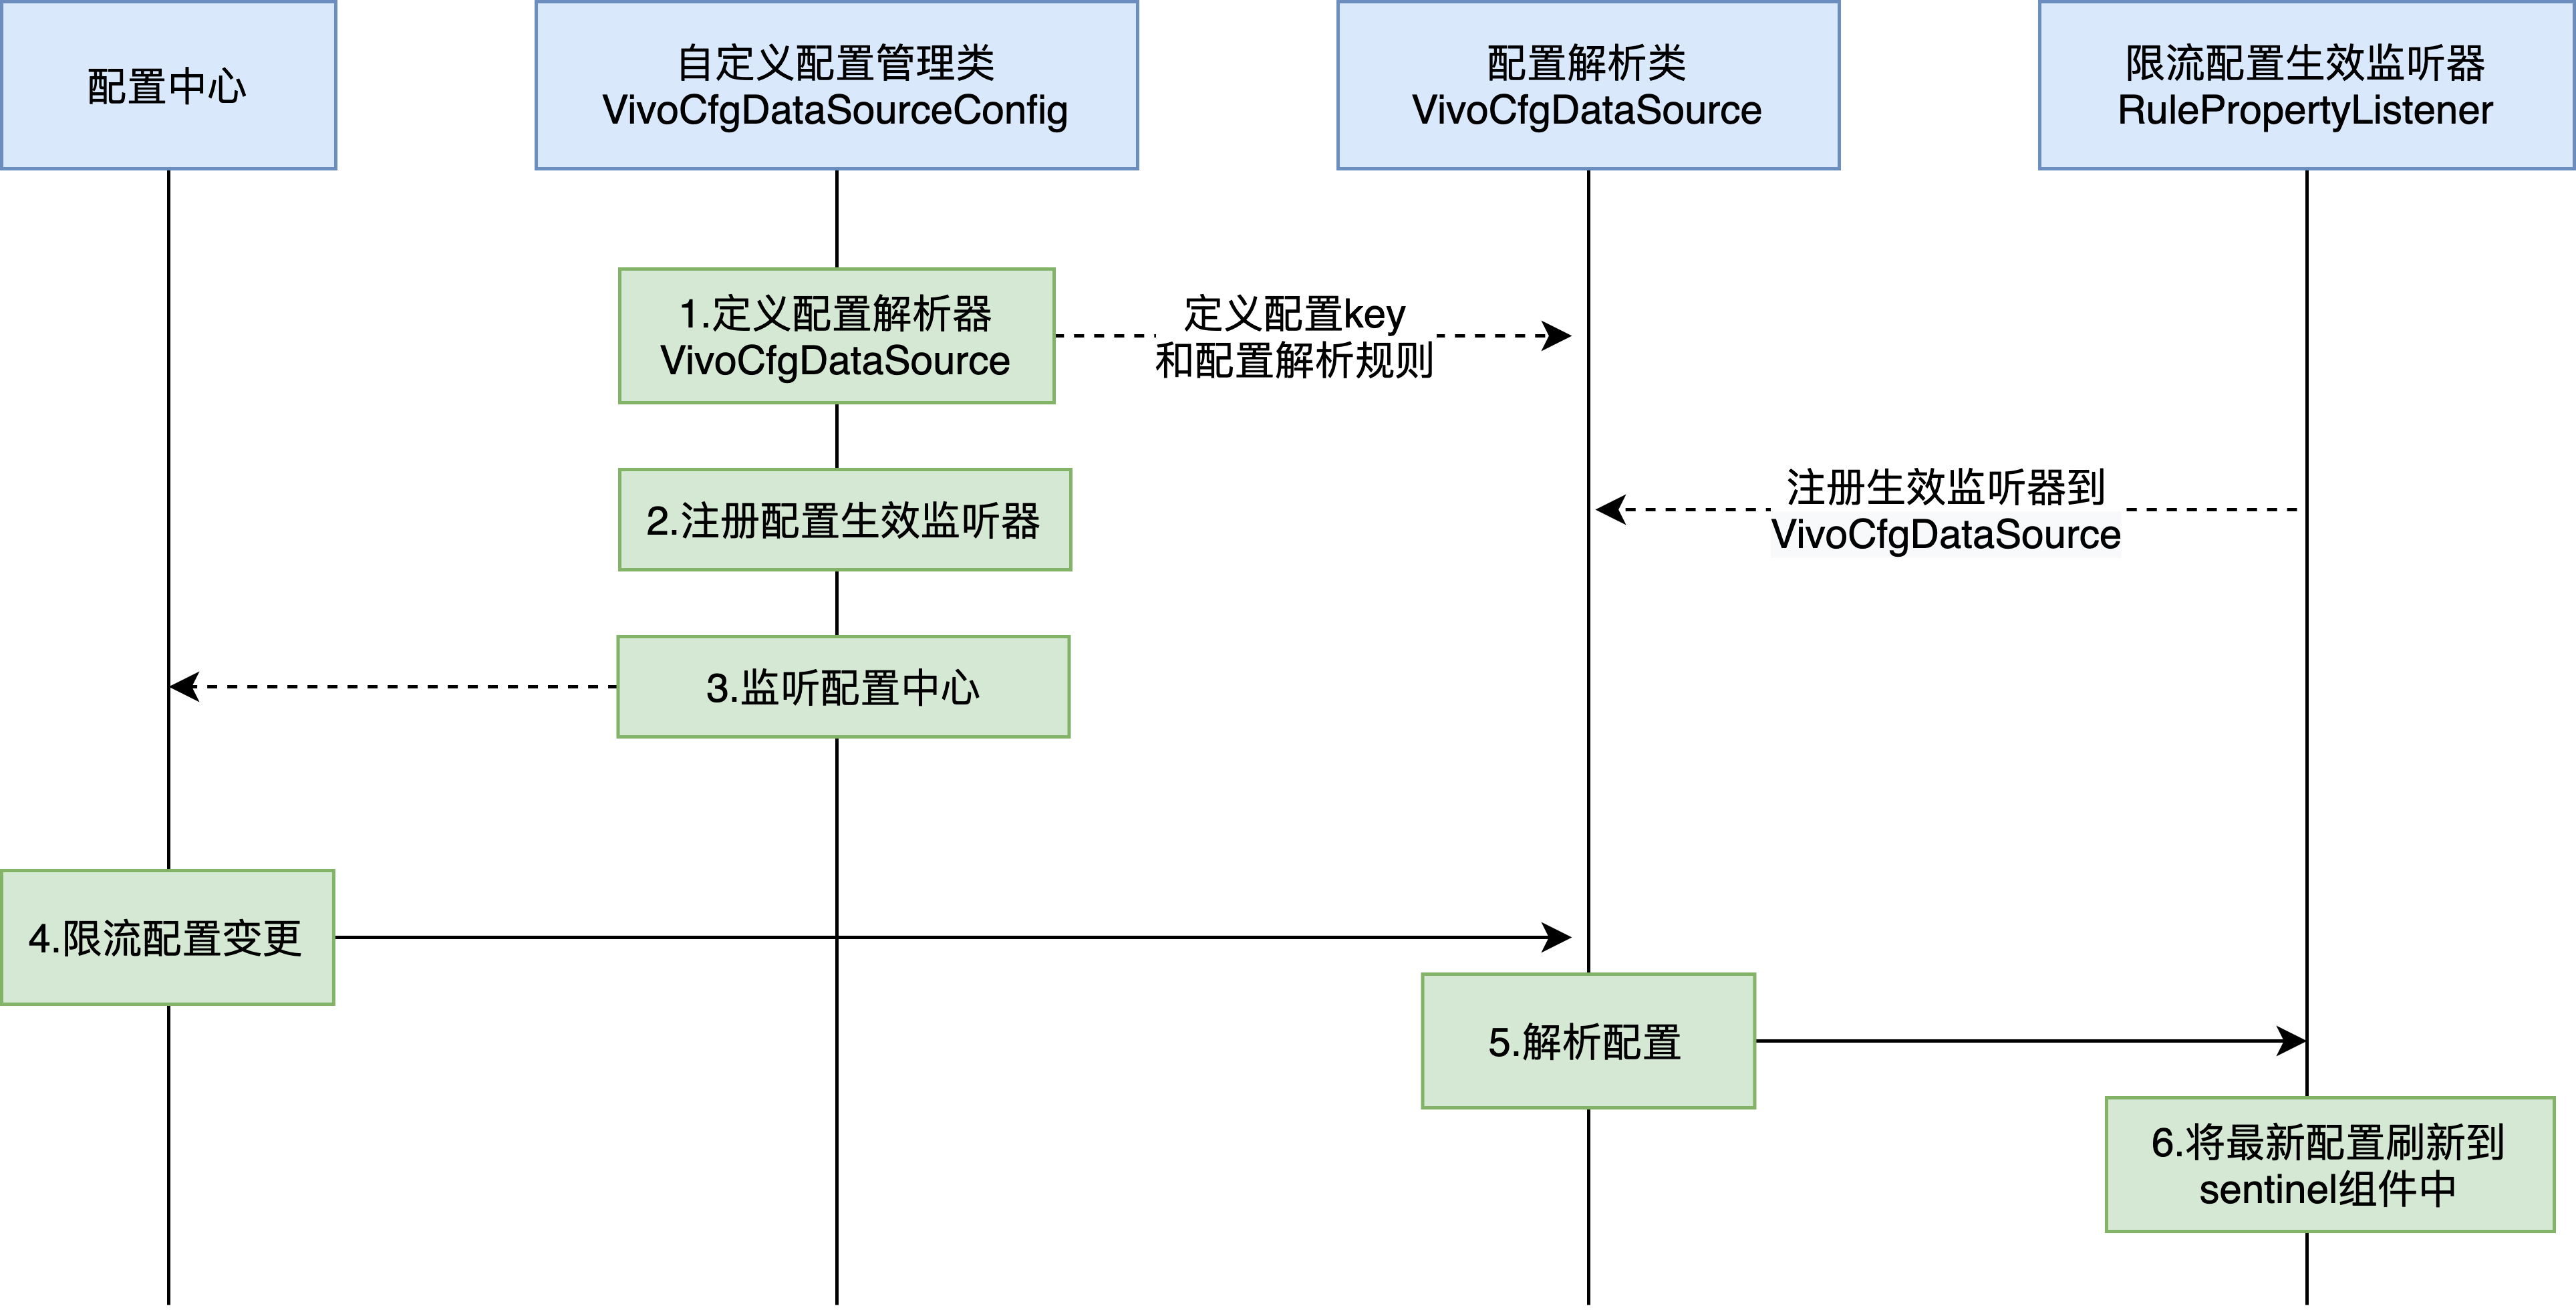 配置中心
自定义配置管理类
VivoCfgDataSourceConfig
配置解析类
VivoCfgDataSource
限流配置生效监听器
RulePropertyListener
1.定义配置解析器
VivoCfgDataSource
定义配置key
和配置解析规则
2.注册配置生效监听器
注册生效监听器到
VivoCfgDataSource
3.监听配置中心
4.限流配置变更
5.解析配置
6.将最新配置刷新到
sentinel组件中